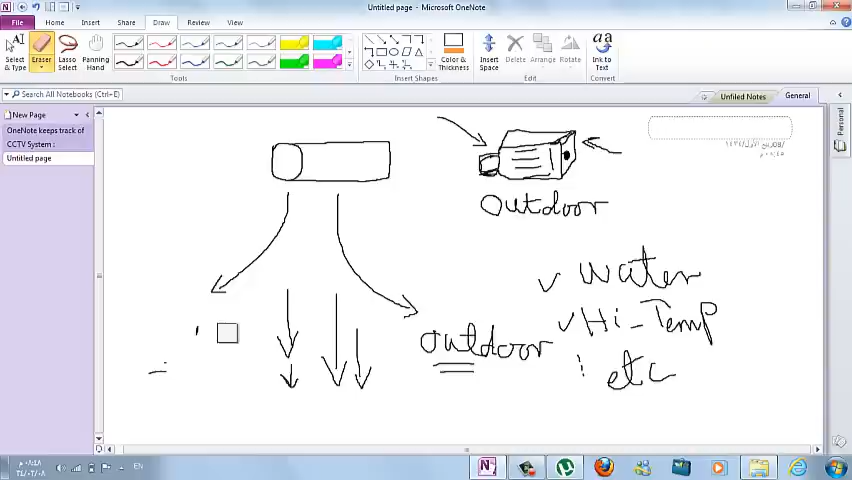 Untitled page - Microsoft OneNote
File Home Insert Share Draw Review View
Select & Type
Eraser
Lasso Select
Panning Hand
Color & Thickness
Insert Space
Delete
Arrange
Rotate
Ink to Text
Tools
Insert Shapes
Edit
Convert
Search All Notebooks (Ctrl+E)
Unfiled Notes
General
New Page
OneNote keeps track of
CCTV System :
Untitled page
Personal
outdoor
water
Hi-Temp
outdoor
etc
EN